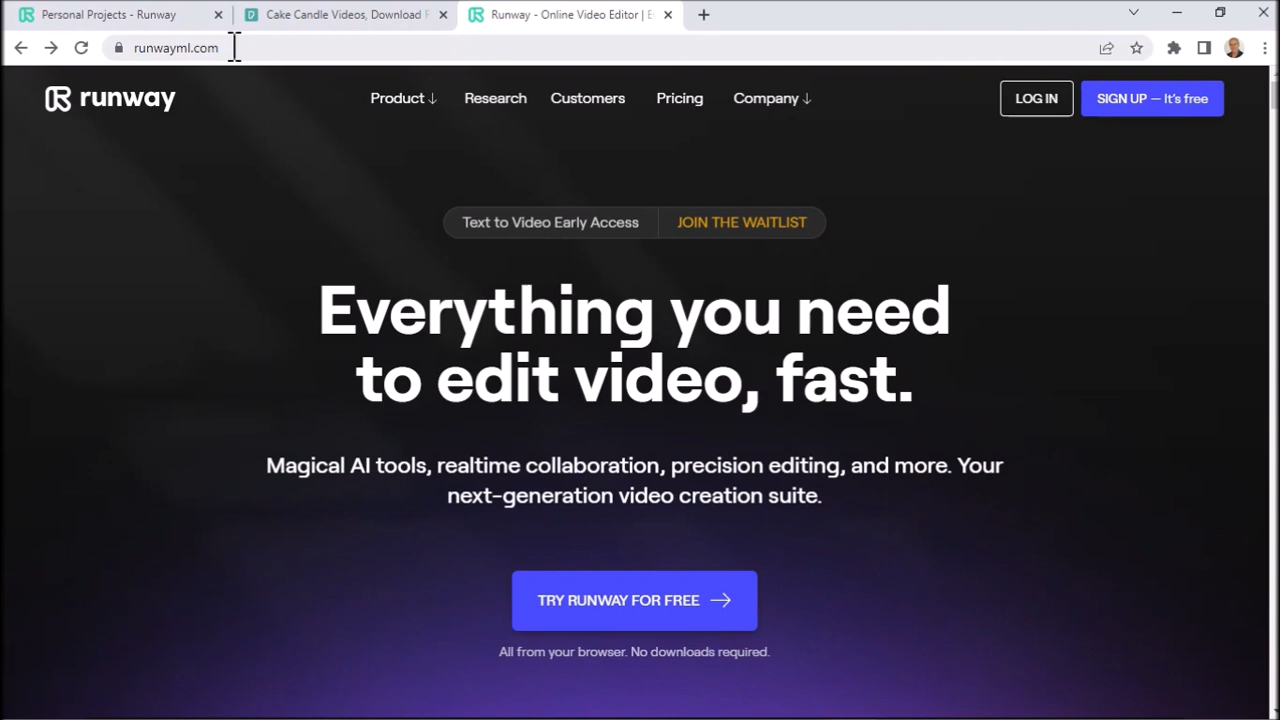 Personal Projects - Runway
Cake Candle Videos, Download F
Runway - Online Video Editor | E
runwayml.com
runway
Product ↓
Research
Customers
Pricing
Company ↓
LOG IN
SIGN UP — It's free
Text to Video Early Access
JOIN THE WAITLIST
Everything you need
to edit video, fast.
Magical AI tools, realtime collaboration, precision editing, and more. Your
next-generation video creation suite.
TRY RUNWAY FOR FREE →
All from your browser. No downloads required.